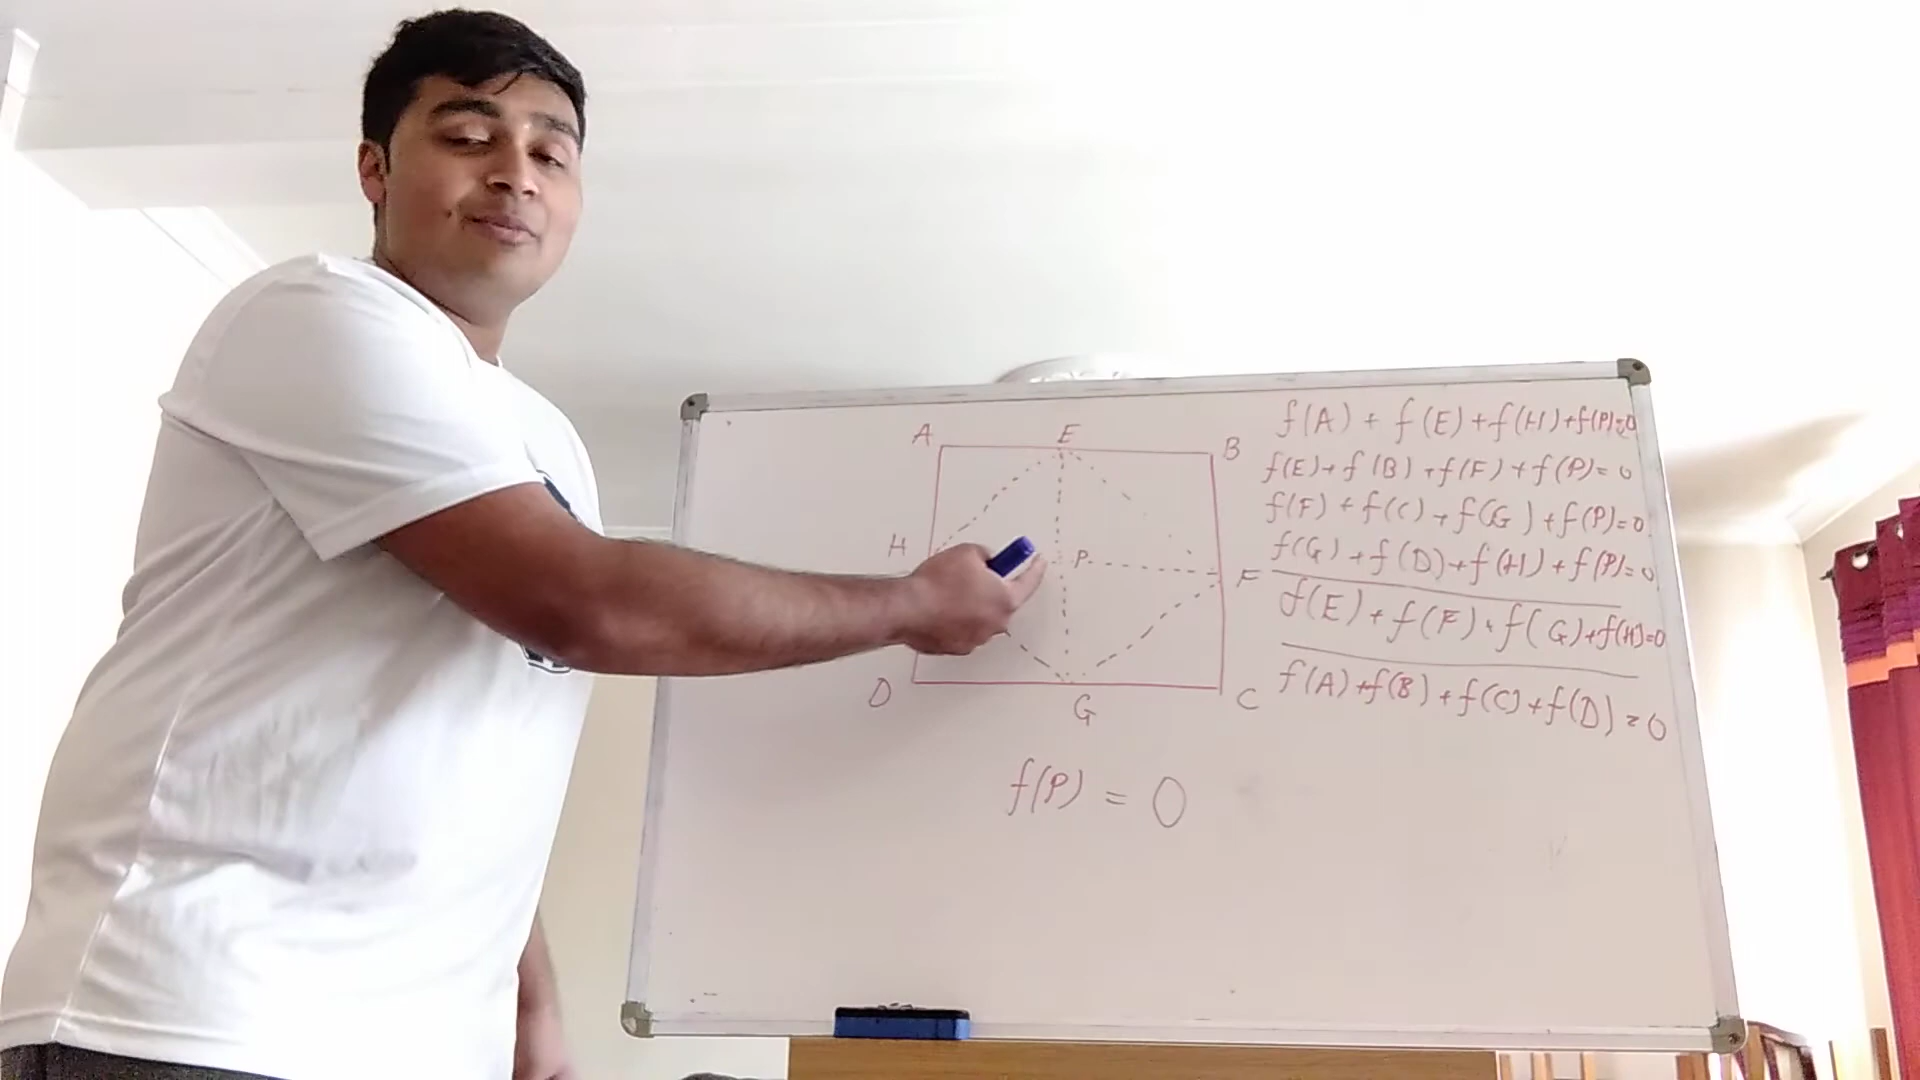 A E B
H P F
D G C
f(P) = 0
f(A) + f(E) + f(H) + f(P) = 0
f(E) + f(B) + f(F) + f(P) = 0
f(F) + f(C) + f(G) + f(P) = 0
f(G) + f(D) + f(H) + f(P) = 0
f(E) + f(F) + f(G) + f(H) = 0
f(A) + f(B) + f(C) + f(D) = 0